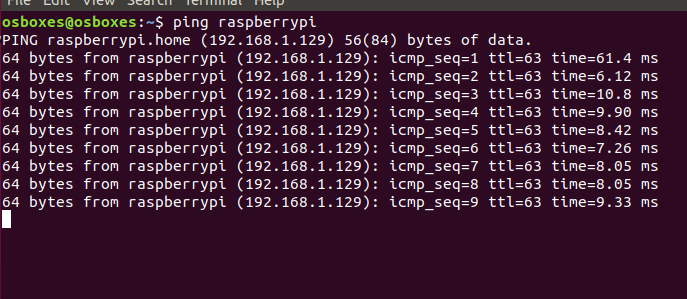 File Edit View Search Terminal Help
osboxes@osboxes:~$ ping raspberrypi
PING raspberrypi.home (192.168.1.129) 56(84) bytes of data.
64 bytes from raspberrypi (192.168.1.129): icmp_seq=1 ttl=63 time=61.4 ms
64 bytes from raspberrypi (192.168.1.129): icmp_seq=2 ttl=63 time=6.12 ms
64 bytes from raspberrypi (192.168.1.129): icmp_seq=3 ttl=63 time=10.8 ms
64 bytes from raspberrypi (192.168.1.129): icmp_seq=4 ttl=63 time=9.90 ms
64 bytes from raspberrypi (192.168.1.129): icmp_seq=5 ttl=63 time=8.42 ms
64 bytes from raspberrypi (192.168.1.129): icmp_seq=6 ttl=63 time=7.26 ms
64 bytes from raspberrypi (192.168.1.129): icmp_seq=7 ttl=63 time=8.05 ms
64 bytes from raspberrypi (192.168.1.129): icmp_seq=8 ttl=63 time=8.05 ms
64 bytes from raspberrypi (192.168.1.129): icmp_seq=9 ttl=63 time=9.33 ms